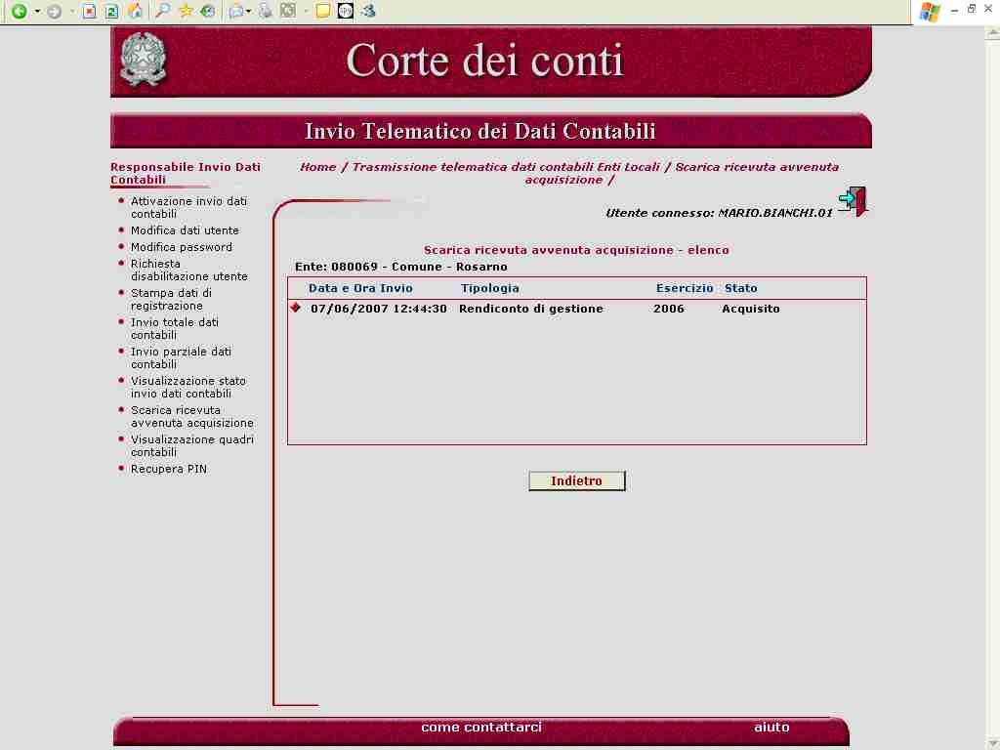 Corte dei conti
Invio Telematico dei Dati Contabili
Responsabile Invio Dati
Contabili
Attivazione invio dati
contabili
Modifica dati utente
Modifica password
Richiesta
disabilitazione utente
Stampa dati di
registrazione
Invio totale dati
contabili
Invio parziale dati
contabili
Visualizzazione stato
invio dati contabili
Scarica ricevuta
avvenuta acquisizione
Visualizzazione quadri
contabili
Recupera PIN
Home / Trasmissione telematica dati contabili Enti Locali / Scarica ricevuta avvenuta
acquisizione /
Utente connesso: MARIO.BIANCHI.01
Scarica ricevuta avvenuta acquisizione - elenco
Ente: 080069 - Comune - Rosarno
Data e Ora Invio Tipologia Esercizio Stato
07/06/2007 12:44:30 Rendiconto di gestione 2006 Acquisito
Indietro
come contattarci aiuto